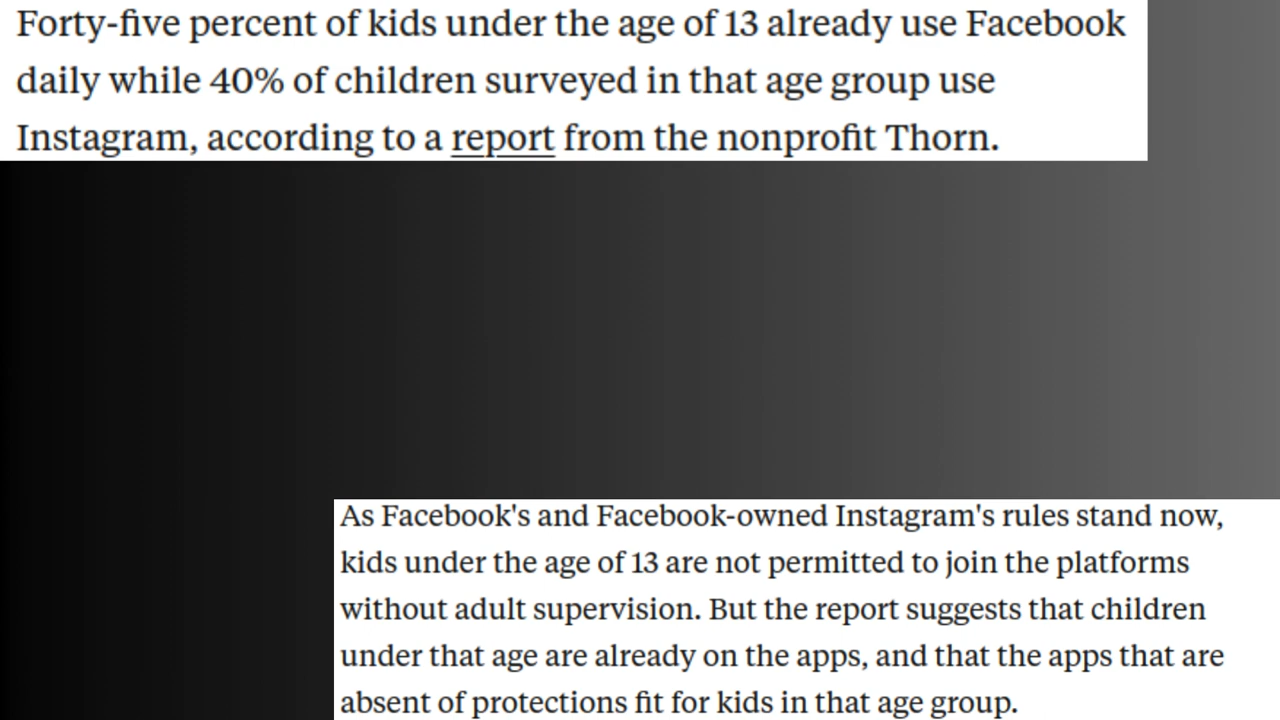 Forty-five percent of kids under the age of 13 already use Facebook
daily while 40% of children surveyed in that age group use
Instagram, according to a report from the nonprofit Thorn.
As Facebook's and Facebook-owned Instagram's rules stand now,
kids under the age of 13 are not permitted to join the platforms
without adult supervision. But the report suggests that children
under that age are already on the apps, and that the apps that are
absent of protections fit for kids in that age group.